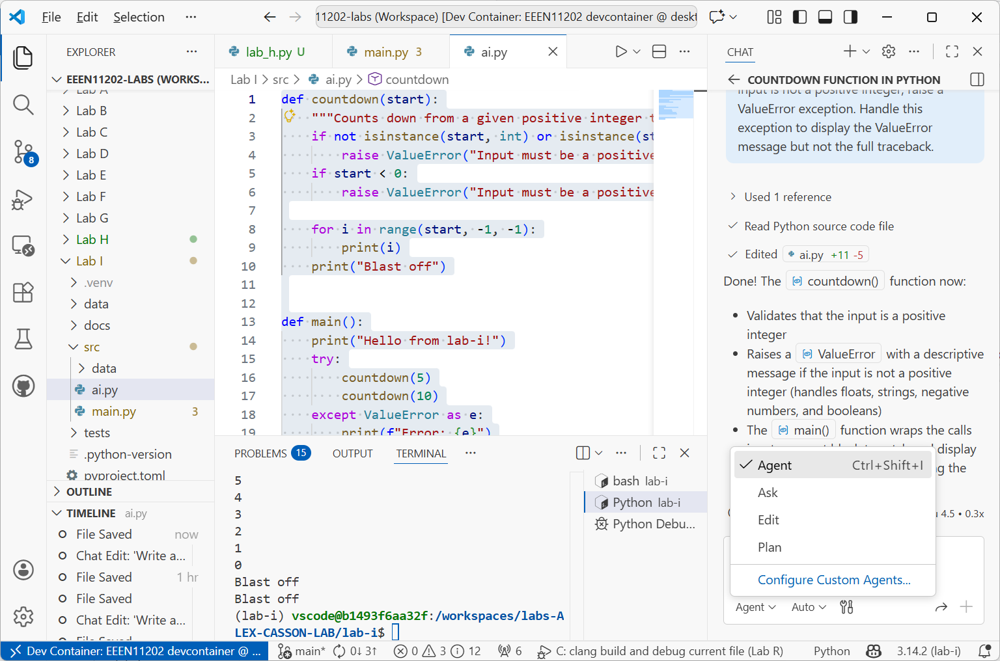 File Edit Selection ··· 11202-labs (Workspace) [Dev Container: EEEN11202 devcontainer @ deskt
EXPLORER ···
EEEN11202-LABS (WORKS...
Lab A
Lab B
Lab C
Lab D
Lab E
Lab F
Lab G
Lab H
Lab I
.venv
data
docs
src
data
ai.py
main.py 3
tests
.python-version
pyproject.toml
OUTLINE
TIMELINE ai.py
File Saved now
Chat Edit: 'Write a...
File Saved 1 hr
File Saved
Chat Edit: 'Write a...
File Saved
8
lab_h.py U main.py 3 ai.py
Lab I > src > ai.py > countdown
1 def countdown(start):
2 """Counts down from a given positive integer
3 if not isinstance(start, int) or isinstance(st
4 raise ValueError("Input must be a positive
5 if start < 0:
6 raise ValueError("Input must be a positive
7
8 for i in range(start, -1, -1):
9 print(i)
10 print("Blast off")
11
12
13 def main():
14 print("Hello from lab-i!")
15 try:
16 countdown(5)
17 countdown(10)
18 except ValueError as e:
19 print(f"Error: {e}")
PROBLEMS 15 OUTPUT TERMINAL ···
5
4
3
2
1
0
Blast off
Blast off
(lab-i) vscode@b1493f6aa32f:/workspaces/labs-A
LEX-CASSON-LAB/lab-i$
bash lab-i
Python lab-i
Python Debu...
CHAT
COUNTDOWN FUNCTION IN PYTHON
input is not a positive integer, raise a
ValueError exception. Handle this
exception to display the ValueError
message but not the full traceback.
Used 1 reference
Read Python source code file
Edited ai.py +11 -5
Done! The countdown() function now:
• Validates that the input is a positive
integer
• Raises a ValueError with a descriptive
message if the input is not a positive
integer (handles floats, strings, negative
numbers, and booleans)
• The main() function wraps the calls
display
the
4.5 • 0.3x
Agent Ctrl+Shift+I
Ask
Edit
Plan
Configure Custom Agents...
Agent Auto
Dev Container: EEEN11202 devcontainer @ ... main* 0↓ 3↑ 0 3 12 6 C: clang build and debug current file (Lab R) Python 3.14.2 (lab-i)